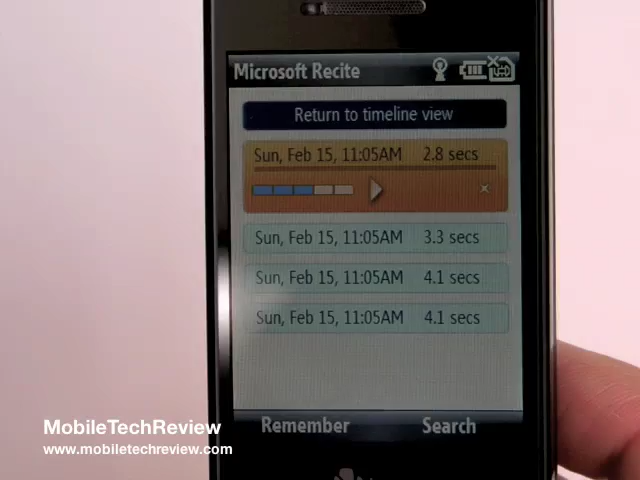 Microsoft Recite
Return to timeline view
Sun, Feb 15, 11:05AM 2.8 secs
Sun, Feb 15, 11:05AM 3.3 secs
Sun, Feb 15, 11:05AM 4.1 secs
Sun, Feb 15, 11:05AM 4.1 secs
Remember Search
MobileTechReview
www.mobiletechreview.com